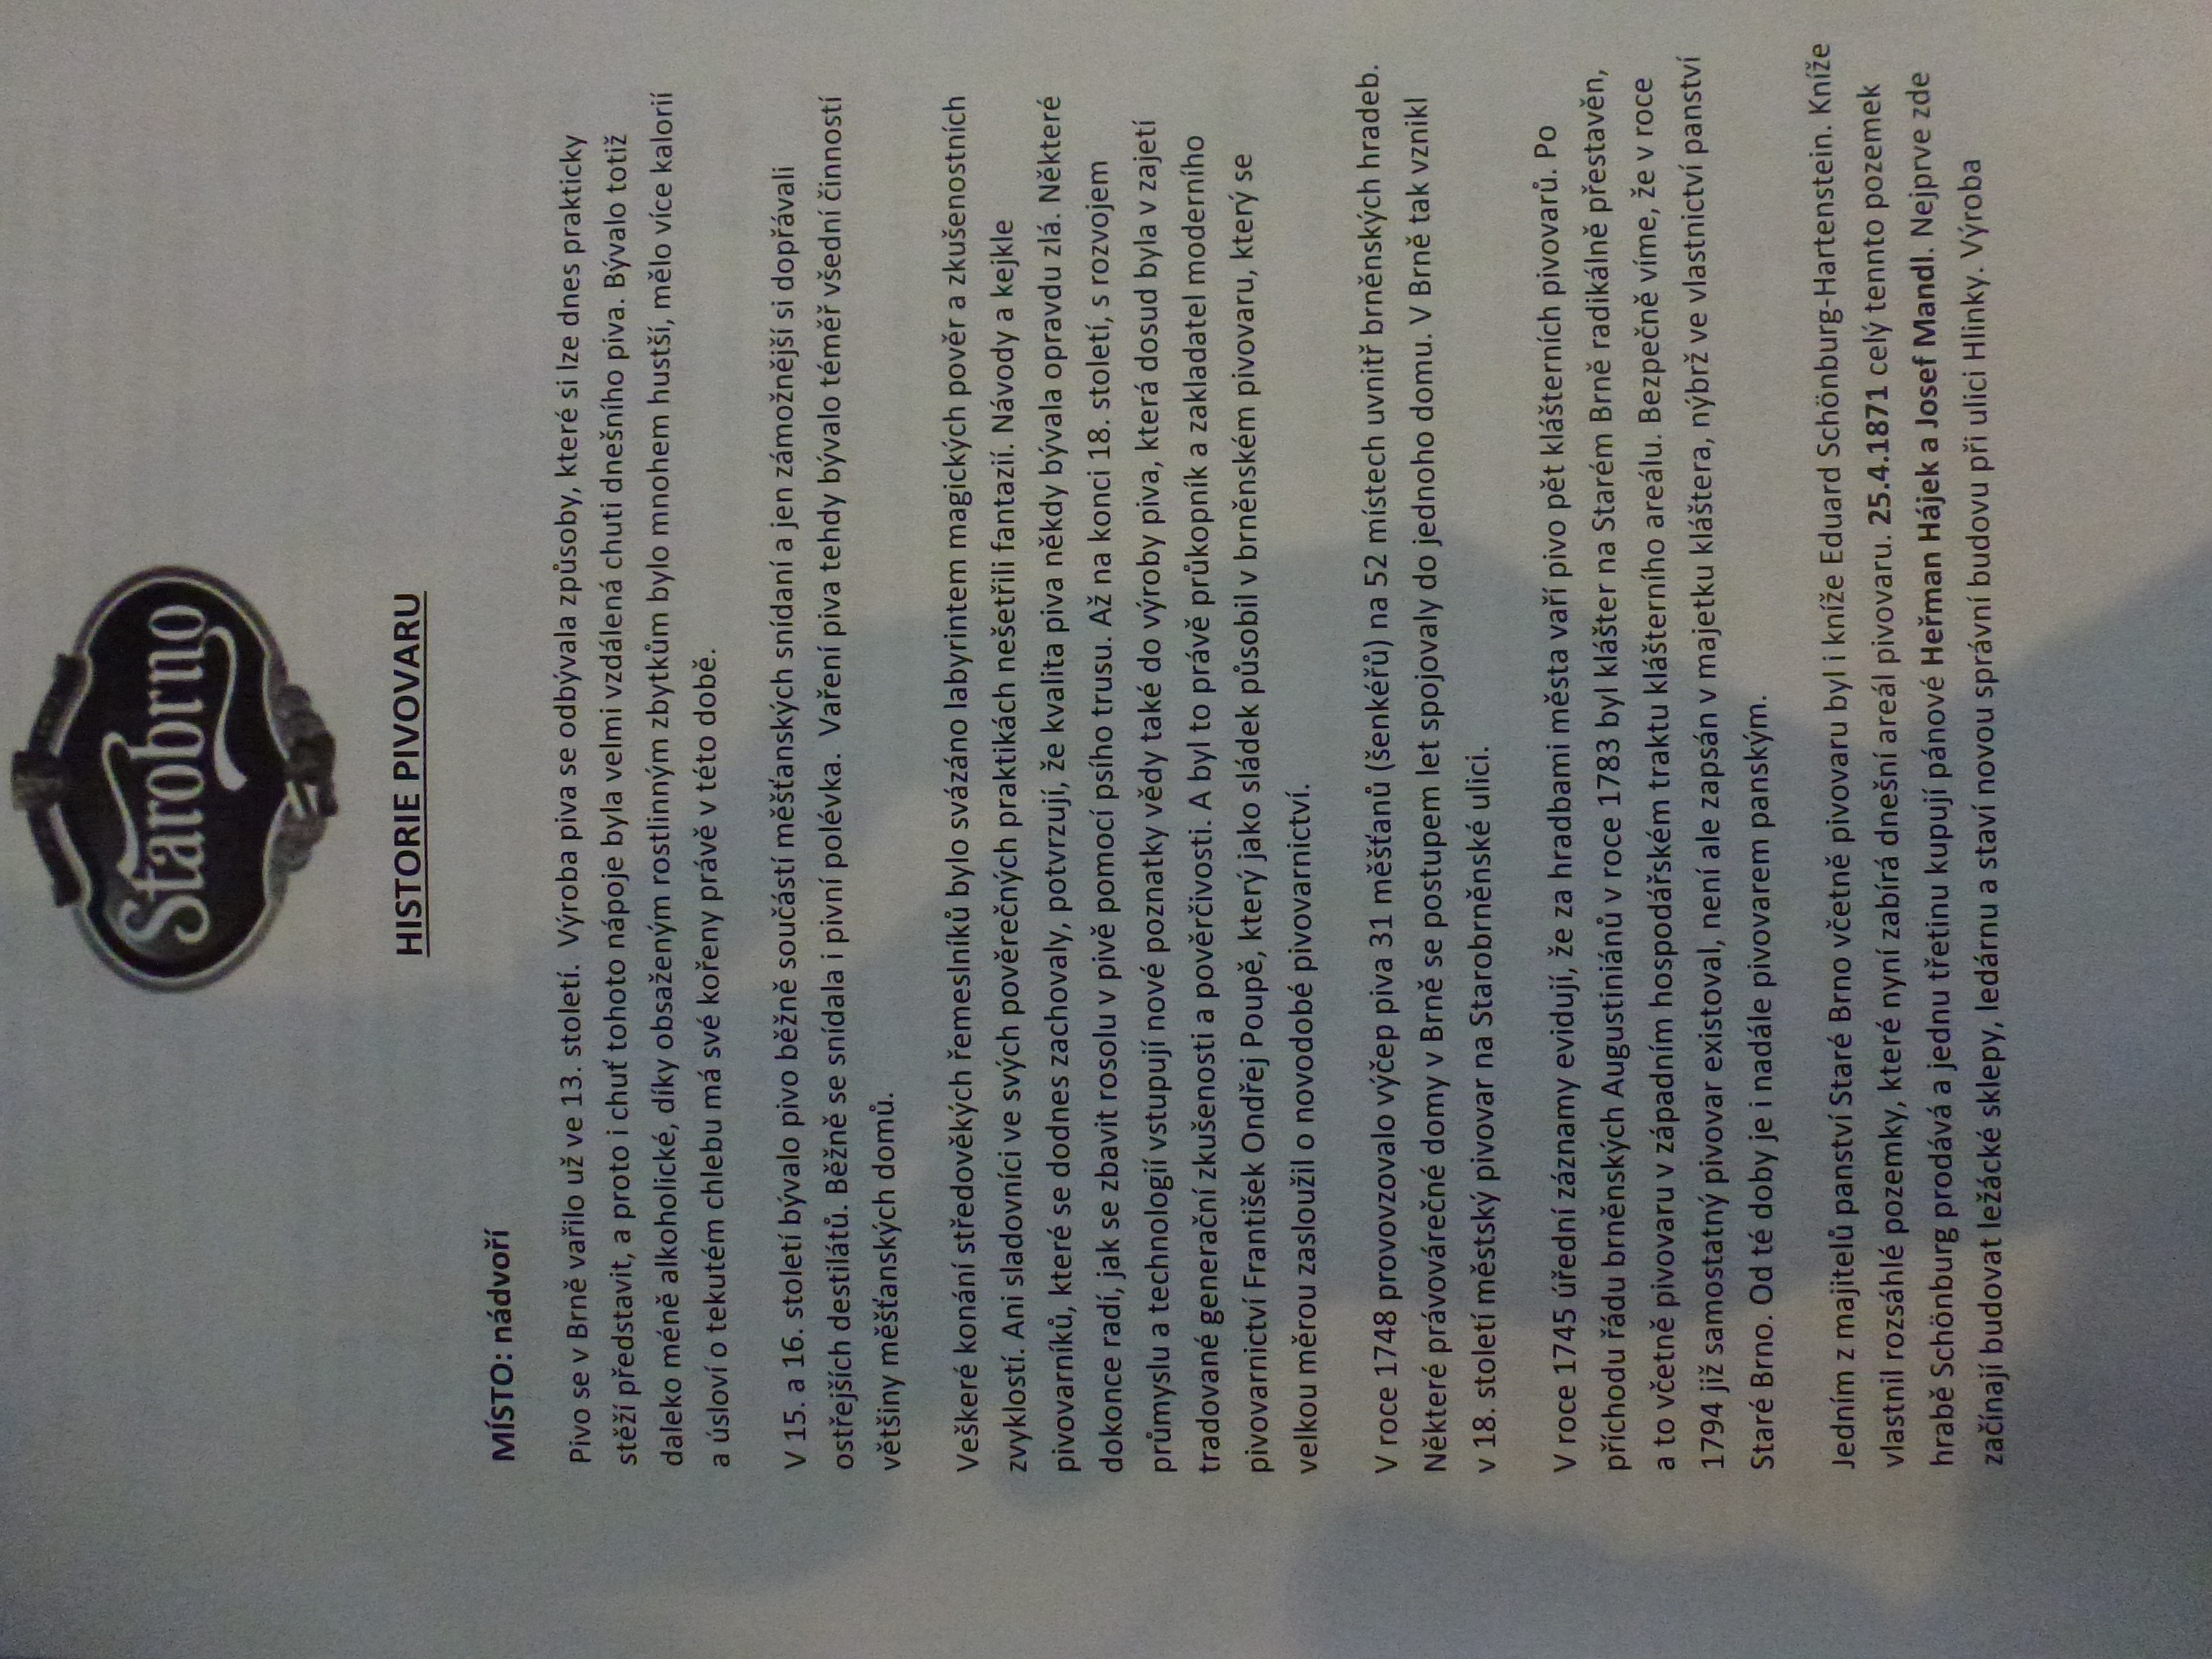 Starobrno
HISTORIE PIVOVARU
MÍSTO: nádvoří
Pivo se v Brně vařilo už ve 13. století. Výroba piva se odbývala způsoby, které si lze dnes prakticky
stěží představit, a proto i chuť tohoto nápoje byla velmi vzdálená chuti dnešního piva. Bývalo totiž
daleko méně alkoholické, díky obsaženým rostlinným zbytkům bylo mnohem hustší, mělo více kalorií
a úsloví o tekutém chlebu má své kořeny právě v této době.
V 15. a 16. století bývalo pivo běžně součástí měšťanských snídaní a jen zámožnější si dopřávali
ostřejších destilátů. Běžně se snídala i pivní polévka. Vaření piva tehdy bývalo téměř všední činností
většiny měšťanských domů.
Veškeré konání středověkých řemeslníků bylo svázáno labyrintem magických pověr a zkušenostních
zvyklostí. Ani sladovníci ve svých pověrečných praktikách nešetřili fantazií. Návody a kejkle
pivovarníků, které se dodnes zachovaly, potvrzují, že kvalita piva někdy bývala opravdu zlá. Některé
dokonce radí, jak se zbavit rosolu v pivě pomocí psího trusu. Až na konci 18. století, s rozvojem
průmyslu a technologií vstupují nové poznatky vědy také do výroby piva, která dosud byla v zajetí
tradované generační zkušenosti a pověrčivosti. A byl to právě průkopník a zakladatel moderního
pivovarnictví František Ondřej Poupě, který jako sládek působil v brněnském pivovaru, který se
velkou měrou zasloužil o novodobé pivovarnictví.
V roce 1748 provovzovalo výčep piva 31 měšťanů (šenkéřů) na 52 místech uvnitř brněnských hradeb.
Některé právovárečné domy v Brně se postupem let spojovaly do jednoho domu. V Brně tak vznikl
v 18. století městský pivovar na Starobrněnské ulici.
V roce 1745 úřední záznamy evidují, že za hradbami města vaří pivo pět klášterních pivovarů. Po
příchodu řádu brněnských Augustiniánů v roce 1783 byl klášter na Starém Brně radikálně přestavěn,
a to včetně pivovaru v západním hospodářském traktu klášterního areálu. Bezpečně víme, že v roce
1794 již samostatný pivovar existoval, není ale zapsán v majetku kláštera, nýbrž ve vlastnictví panství
Staré Brno. Od té doby je i nadále pivovarem panským.
Jedním z majitelů panství Staré Brno včetně pivovaru byl i kníže Eduard Schönburg-Hartenstein. Kníže
vlastnil rozsáhlé pozemky, které nyní zabírá dnešní areál pivovaru. 25.4.1871 celý tennto pozemek
hrabě Schönburg prodává a jednu třetinu kupují pánové Heřman Hájek a Josef Mandl. Nejprve zde
začínají budovat ležácké sklepy, ledárnu a staví novou správní budovu při ulici Hlinky. Výroba